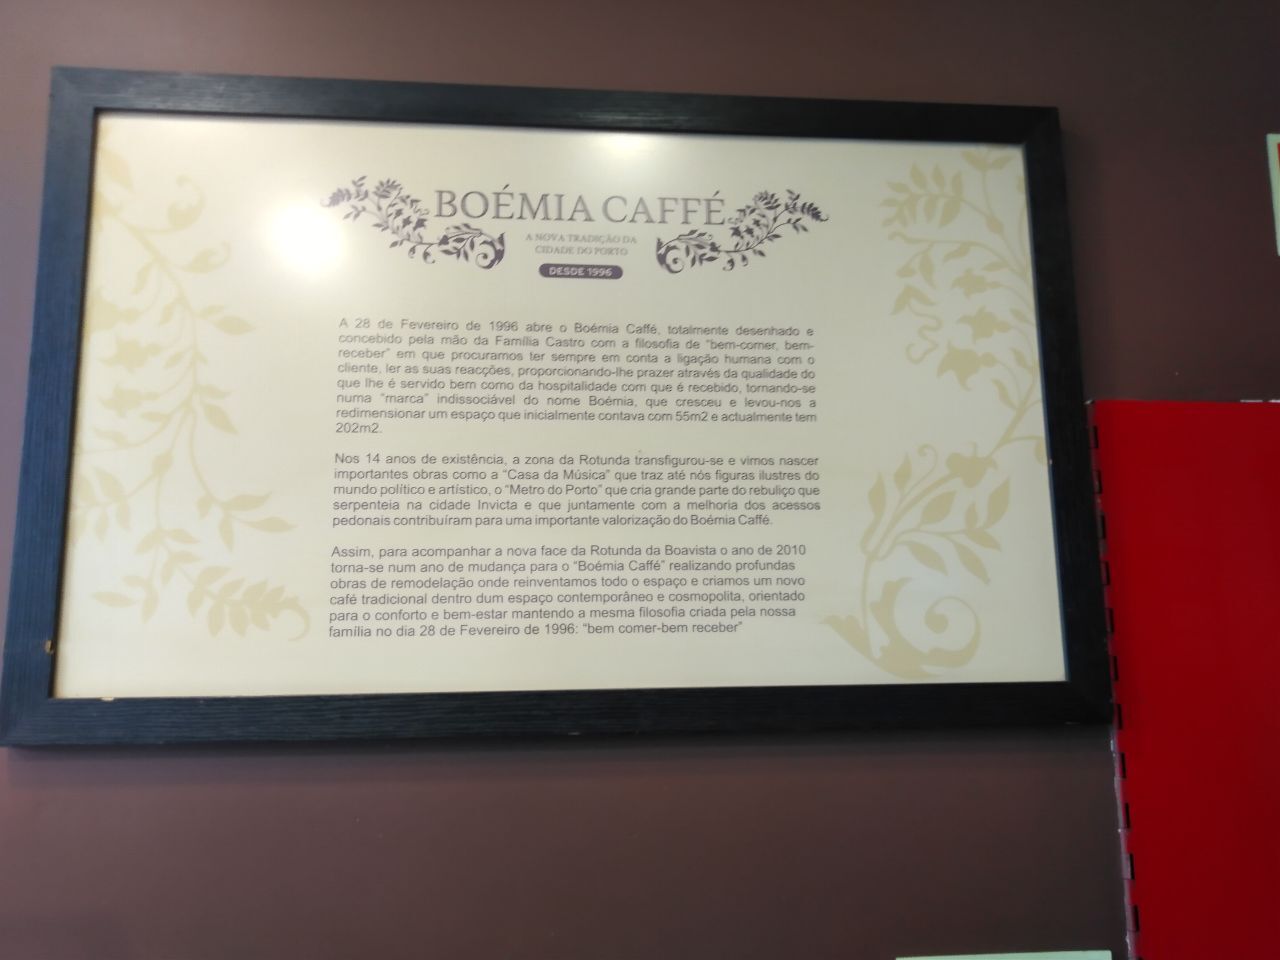 BOÉMIA CAFFÉ
A NOVA TRADIÇÃO DA
CIDADE DO PORTO
DESDE 1996
A 28 de Fevereiro de 1996 abre o Boémia Caffé, totalmente desenhado e
concebido pela mão da Família Castro com a filosofia de "bem-comer, bem-
receber" em que procuramos ter sempre em conta a ligação humana com o
cliente, ler as suas reacções, proporcionando-lhe prazer através da qualidade do
que lhe é servido bem como da hospitalidade com que é recebido, tornando-se
numa "marca" indissociável do nome Boémia, que cresceu e levou-nos a
redimensionar um espaço que inicialmente contava com 55m2 e actualmente tem
202m2.
Nos 14 anos de existência, a zona da Rotunda transfigurou-se e vimos nascer
importantes obras como a "Casa da Música" que traz até nós figuras ilustres do
mundo político e artístico, o "Metro do Porto" que cria grande parte do rebuliço que
serpenteia na cidade Invicta e que juntamente com a melhoria dos acessos
pedonais contribuíram para uma importante valorização do Boémia Caffé.
Assim, para acompanhar a nova face da Rotunda da Boavista o ano de 2010
torna-se num ano de mudança para o "Boémia Caffé" realizando profundas
obras de remodelação onde reinventamos todo o espaço e criamos um novo
café tradicional dentro dum espaço contemporâneo e cosmopolita, orientado
para o conforto e bem-estar mantendo a mesma filosofia criada pela nossa
família no dia 28 de Fevereiro de 1996: "bem comer-bem receber"